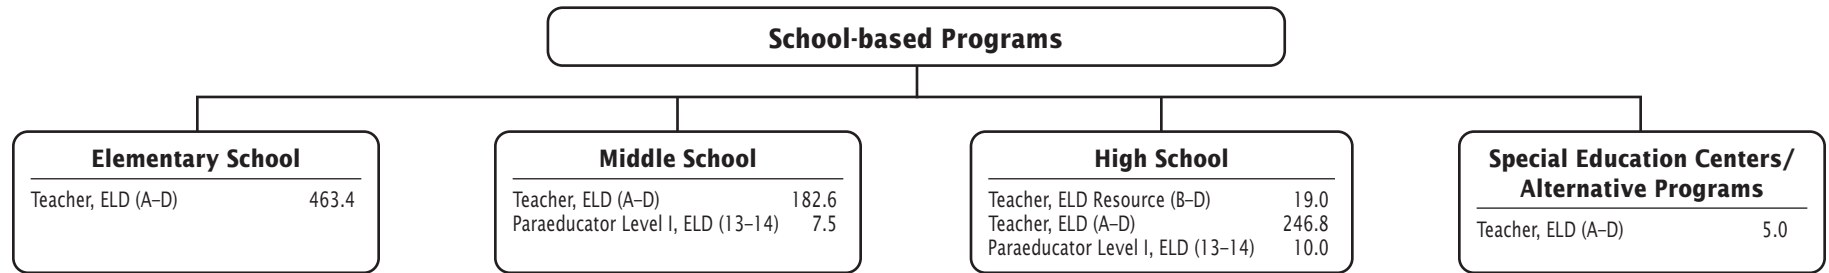 School-based Programs
Elementary School
Teacher, ELD (A–D) 463.4
Middle School
Teacher, ELD (A–D) 182.6
Paraeducator Level I, ELD (13–14) 7.5
High School
Teacher, ELD Resource (B–D) 19.0
Teacher, ELD (A–D) 246.8
Paraeducator Level I, ELD (13–14) 10.0
Special Education Centers/
Alternative Programs
Teacher, ELD (A–D) 5.0